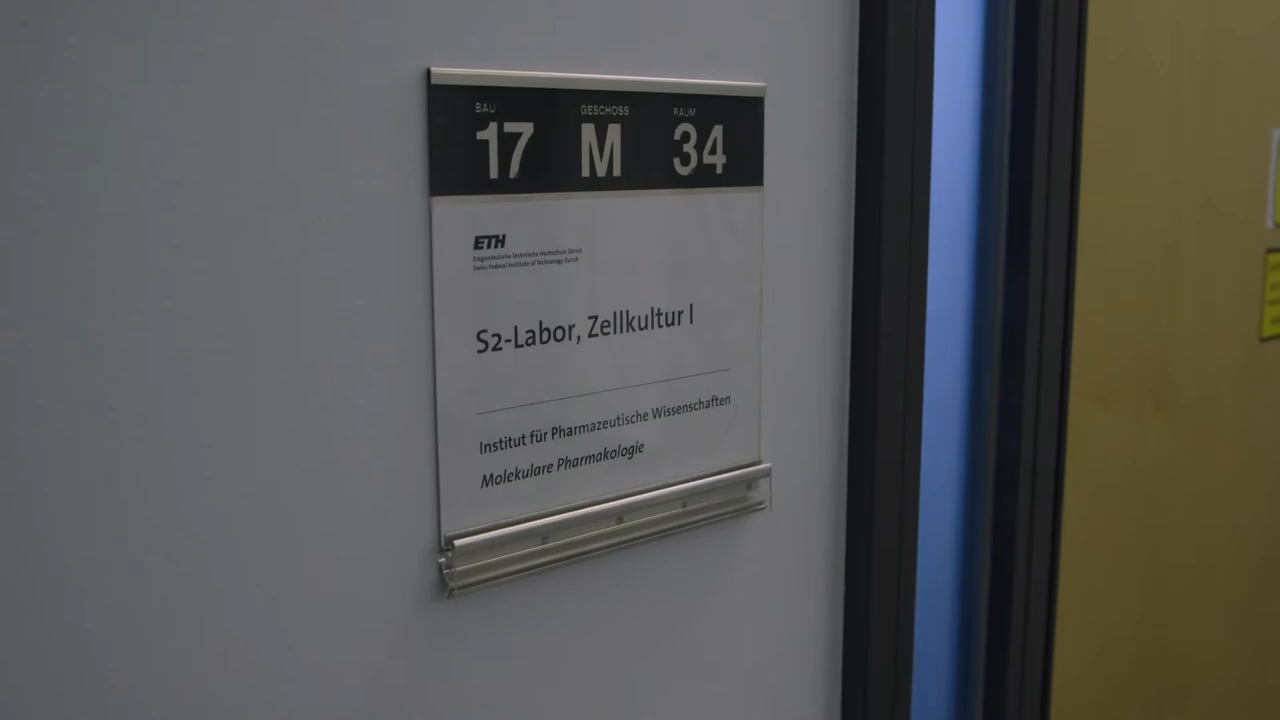 BAU GESCHOSS RAUM
17 M 34
ETH
Eidgenössische Technische Hochschule Zürich
Swiss Federal Institute of Technology Zurich
S2-Labor, Zellkultur I
Institut für Pharmazeutische Wissenschaften
Molekulare Pharmakologie